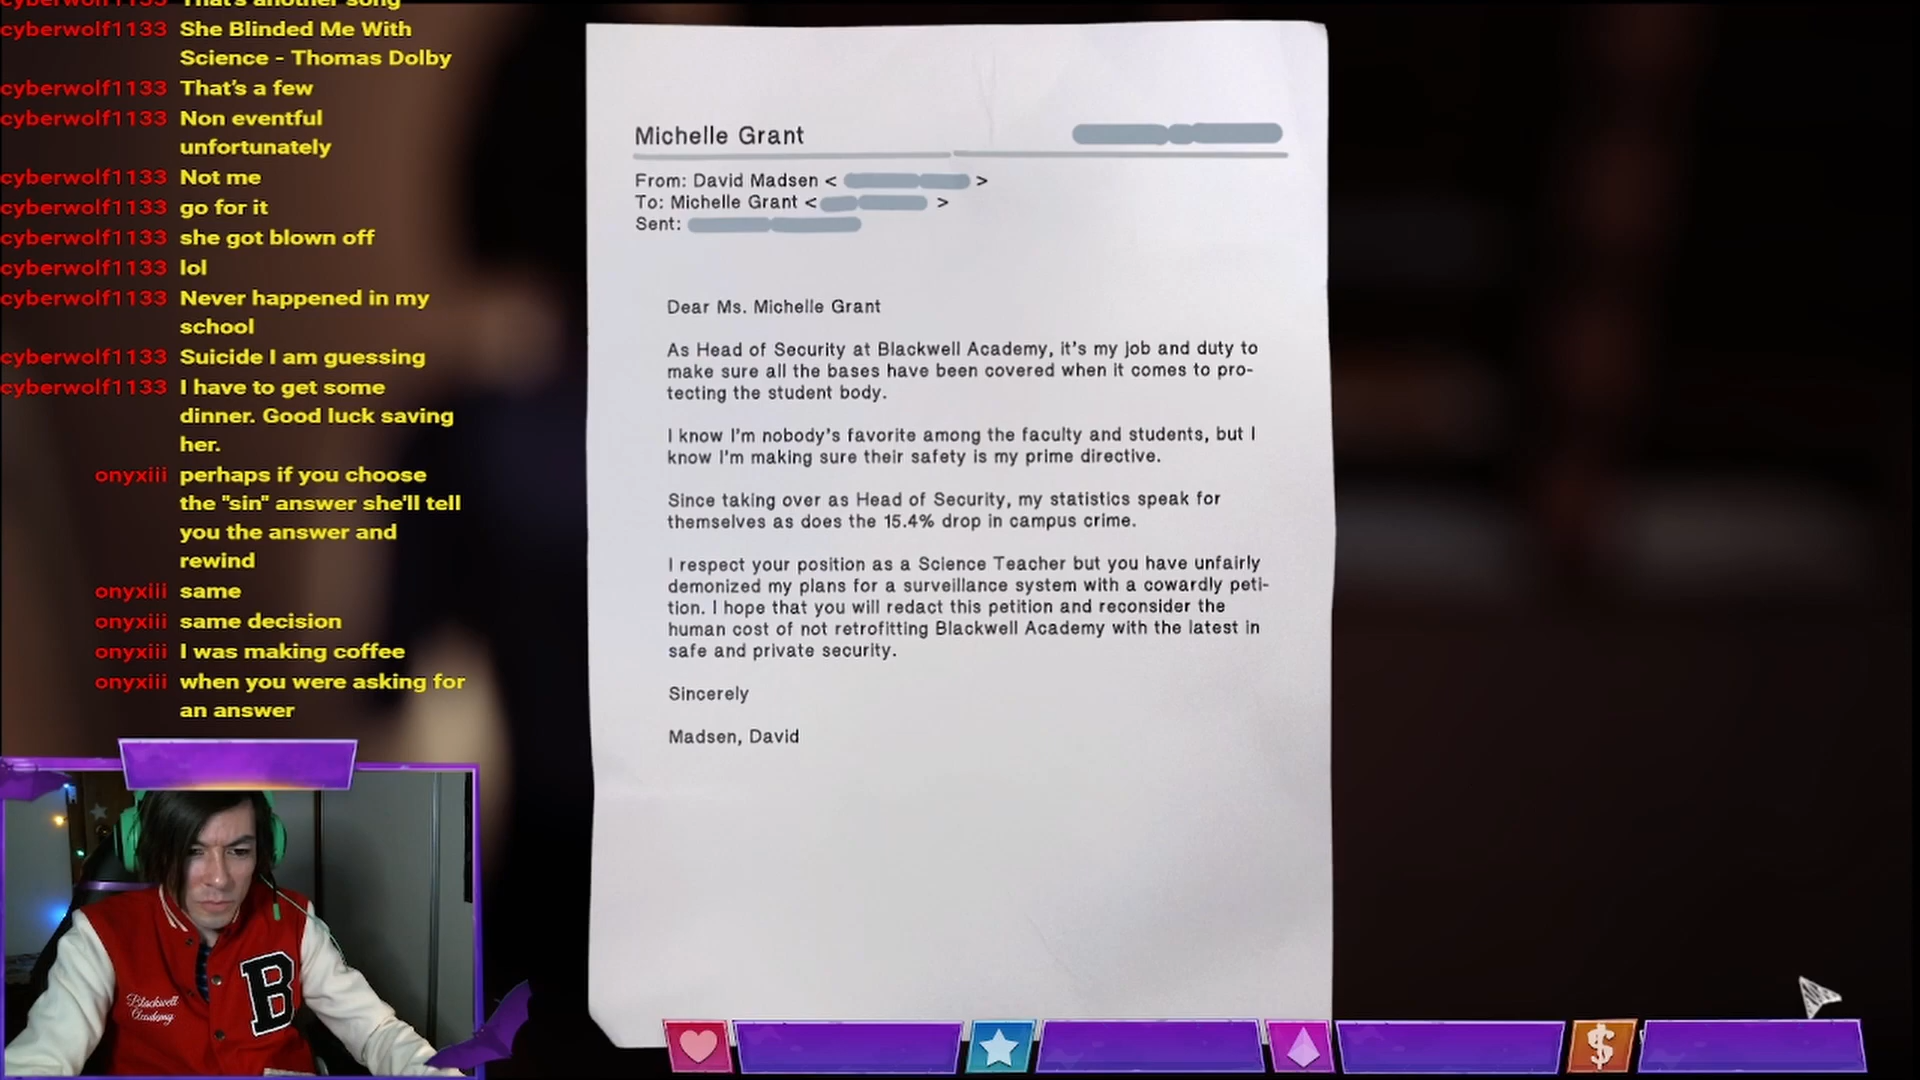 cyberwolf1133 That's another song
cyberwolf1133 She Blinded Me With
Science - Thomas Dolby
cyberwolf1133 That's a few
cyberwolf1133 Non eventful
unfortunately
cyberwolf1133 Not me
cyberwolf1133 go for it
cyberwolf1133 she got blown off
cyberwolf1133 lol
cyberwolf1133 Never happened in my
school
cyberwolf1133 Suicide I am guessing
cyberwolf1133 I have to get some
dinner. Good luck saving
her.
onyxiii perhaps if you choose
the "sin" answer she'll tell
you the answer and
rewind
onyxiii same
onyxiii same decision
onyxiii I was making coffee
onyxiii when you were asking for
an answer
Michelle Grant
From: David Madsen < >
To: Michelle Grant < >
Sent:
Dear Ms. Michelle Grant
As Head of Security at Blackwell Academy, it's my job and duty to
make sure all the bases have been covered when it comes to pro-
tecting the student body.
I know I'm nobody's favorite among the faculty and students, but I
know I'm making sure their safety is my prime directive.
Since taking over as Head of Security, my statistics speak for
themselves as does the 15.4% drop in campus crime.
I respect your position as a Science Teacher but you have unfairly
demonized my plans for a surveillance system with a cowardly peti-
tion. I hope that you will redact this petition and reconsider the
human cost of not retrofitting Blackwell Academy with the latest in
safe and private security.
Sincerely
Madsen, David
Blackwell
Academy
B
$